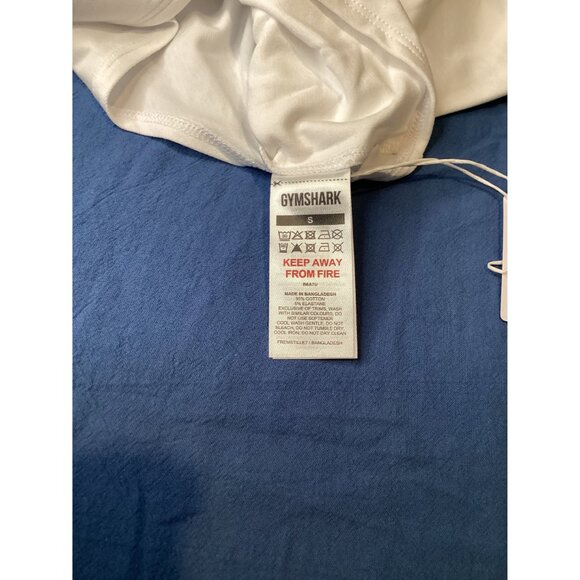 GYMSHARK
S
KEEP AWAY
FROM FIRE
MADE IN BANGLADESH
95% COTTON
5% ELASTANE
EXCLUSIVE OF TRIMS, WASH
WITH SIMILAR COLOURS, DO
NOT USE SOFTENER
COOL WASH GENTLE, DO NOT
BLEACH, DO NOT TUMBLE DRY,
COOL IRON, DO NOT DRY CLEAN
FREMSTILLET I BANGLADESH